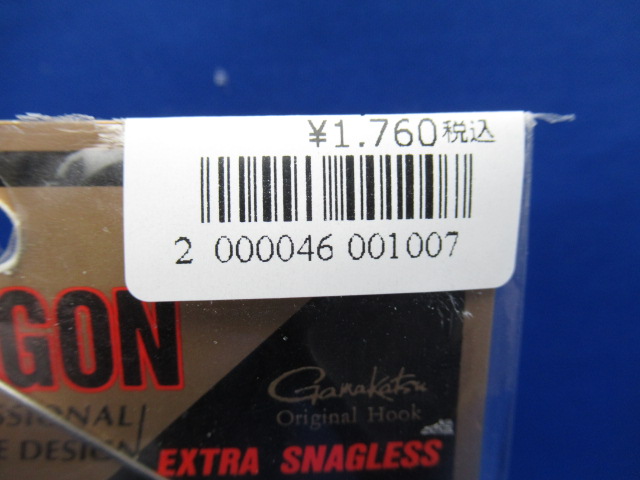 ¥1.760税込
2 000046 001007
GON
Gamakatsu
Original Hook
SSIONAL
E DESIGN
EXTRA SNAGLESS